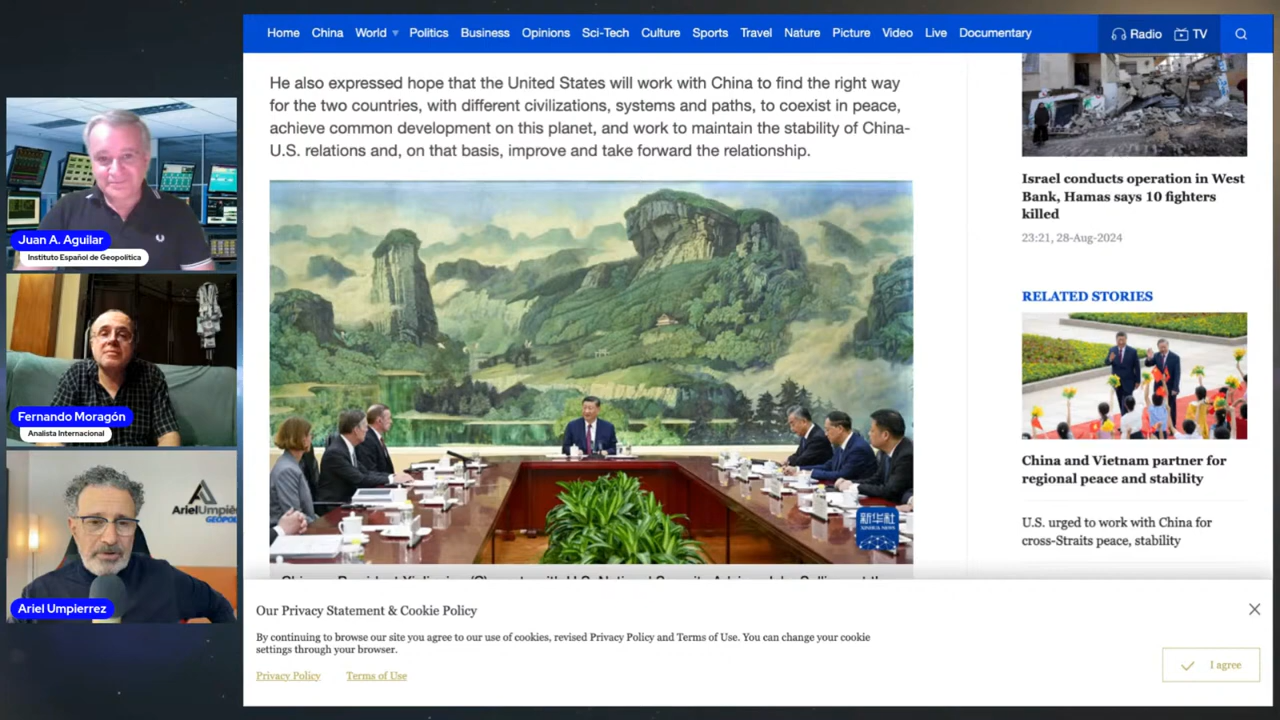 Home China World Politics Business Opinions Sci-Tech Culture Sports Travel Nature Picture Video Live Documentary Radio TV
He also expressed hope that the United States will work with China to find the right way
for the two countries, with different civilizations, systems and paths, to coexist in peace,
achieve common development on this planet, and work to maintain the stability of China-
U.S. relations and, on that basis, improve and take forward the relationship.
新华社
XINHUA NEWS
Israel conducts operation in West
Bank, Hamas says 10 fighters
killed
23:21, 28-Aug-2024
RELATED STORIES
China and Vietnam partner for
regional peace and stability
U.S. urged to work with China for
cross-Straits peace, stability
Juan A. Aguilar
Instituto Español de Geopolítica
Fernando Moragón
Analista Internacional
ArielUmpié
GEOPOL
Ariel Umpierrez
Our Privacy Statement & Cookie Policy
By continuing to browse our site you agree to our use of cookies, revised Privacy Policy and Terms of Use. You can change your cookie
settings through your browser.
Privacy Policy Terms of Use
I agree